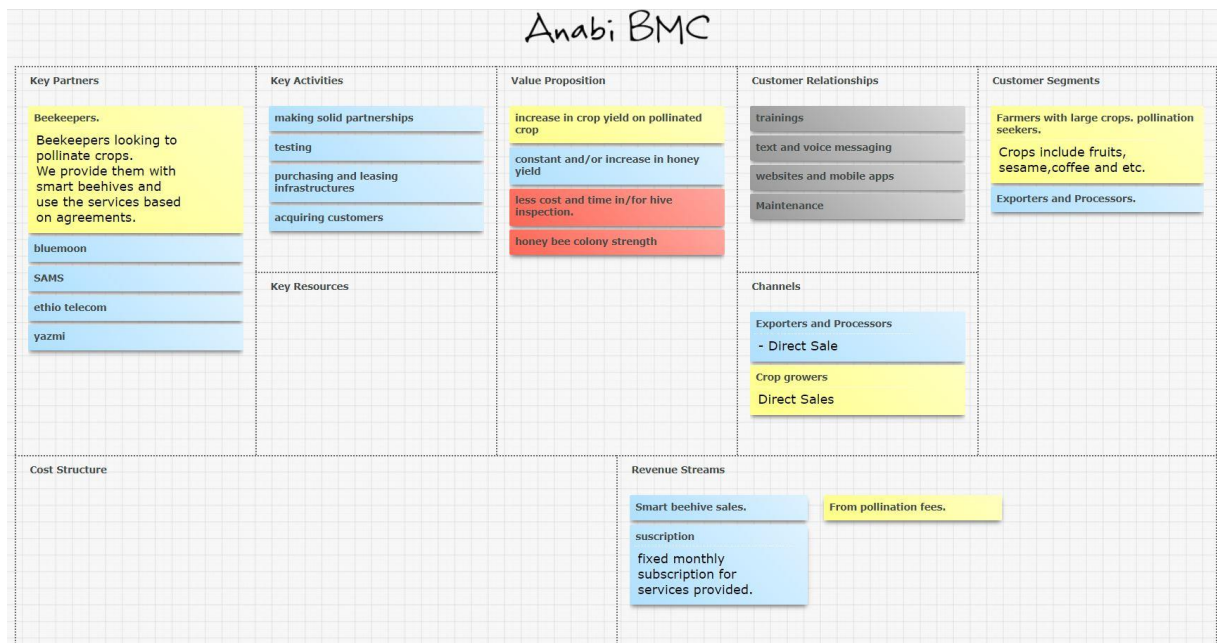 Anabi BMC
Key Partners
Beekeepers.
Beekeepers looking to
pollinate crops.
We provide them with
smart beehives and
use the services based
on agreements.
bluemoon
SAMS
ethio telecom
yazmi
Key Activities
making solid partnerships
testing
purchasing and leasing
infrastructures
acquiring customers
Key Resources
Value Proposition
increase in crop yield on pollinated
crop
constant and/or increase in honey
yield
less cost and time in/for hive
inspection.
honey bee colony strength
Customer Relationships
trainings
text and voice messaging
websites and mobile apps
Maintenance
Channels
Exporters and Processors
- Direct Sale
Crop growers
Direct Sales
Customer Segments
Farmers with large crops. pollination
seekers.
Crops include fruits,
sesame,coffee and etc.
Exporters and Processors.
Cost Structure
Revenue Streams
Smart beehive sales.
suscription
fixed monthly
subscription for
services provided.
From pollination fees.